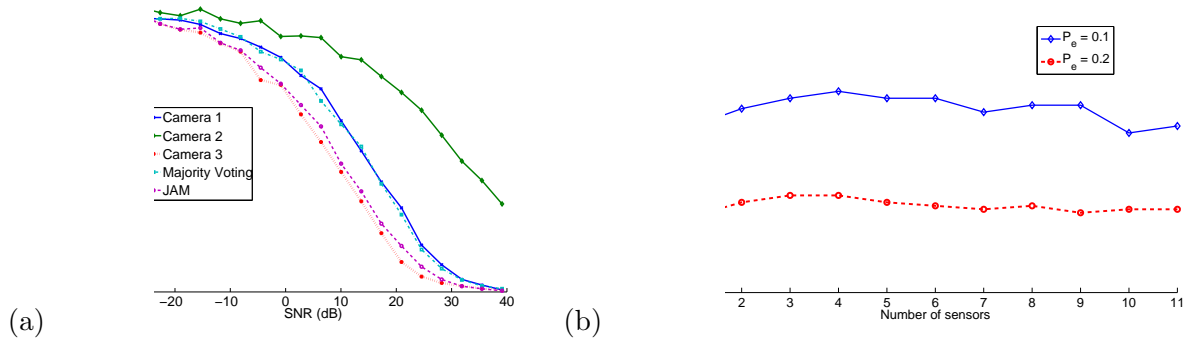 Camera 1
Camera 2
Camera 3
Majority Voting
JAM
−20 −10 0 10 20 30 40
SNR (dB)
(a)
P_e = 0.1
P_e = 0.2
2 3 4 5 6 7 8 9 10 11
Number of sensors
(b)